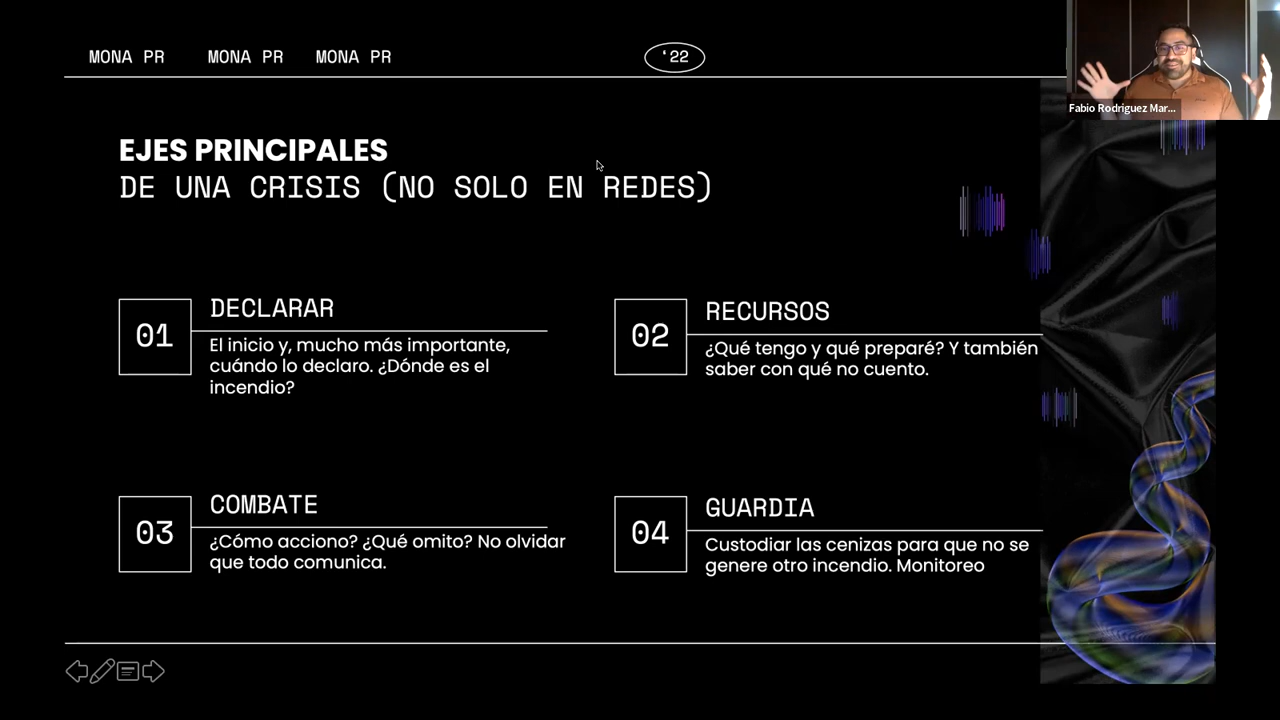 MONA PR MONA PR MONA PR ‘22
Fabio Rodriguez Mar...
EJES PRINCIPALES
DE UNA CRISIS (NO SOLO EN REDES)
01
DECLARAR
El inicio y, mucho más importante,
cuándo lo declaro. ¿Dónde es el
incendio?
02
RECURSOS
¿Qué tengo y qué preparé? Y también
saber con qué no cuento.
03
COMBATE
¿Cómo acciono? ¿Qué omito? No olvidar
que todo comunica.
04
GUARDIA
Custodiar las cenizas para que no se
genere otro incendio. Monitoreo